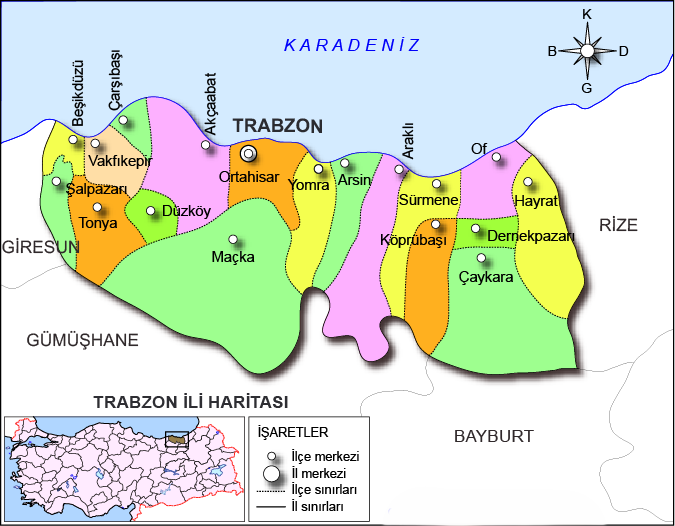 K
KARADENİZ
B
D
G
Beşikdüzü
Çarşıbaşı
Akçaabat
TRABZON
Araklı
Of
Vakfıkepir
Ortahisar
Yomra
Arsin
Şalpazarı
Sürmene
Hayrat
Tonya
Düzköy
RİZE
GİRESUN
Maçka
Köprübaşı
Dernekpazarı
Çaykara
GÜMÜŞHANE
TRABZON İLİ HARİTASI
BAYBURT
İŞARETLER
İlçe merkezi
İl merkezi
İlçe sınırları
İl sınırları